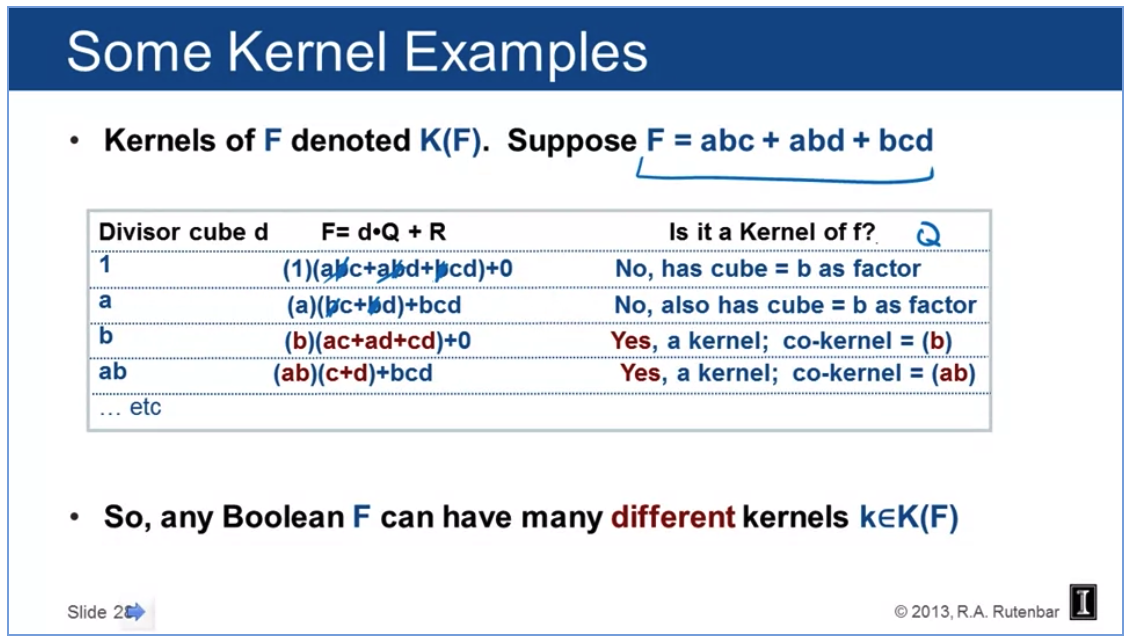 Some Kernel Examples
• Kernels of F denoted K(F). Suppose F = abc + abd + bcd
Divisor cube d F= d•Q + R Is it a Kernel of f? Q
1 (1)(abc+abd+bcd)+0 No, has cube = b as factor
a (a)(bc+bd)+bcd No, also has cube = b as factor
b (b)(ac+ad+cd)+0 Yes, a kernel; co-kernel = (b)
ab (ab)(c+d)+bcd Yes, a kernel; co-kernel = (ab)
… etc
• So, any Boolean F can have many different kernels k∈K(F)
Slide © 2013, R.A. Rutenbar I